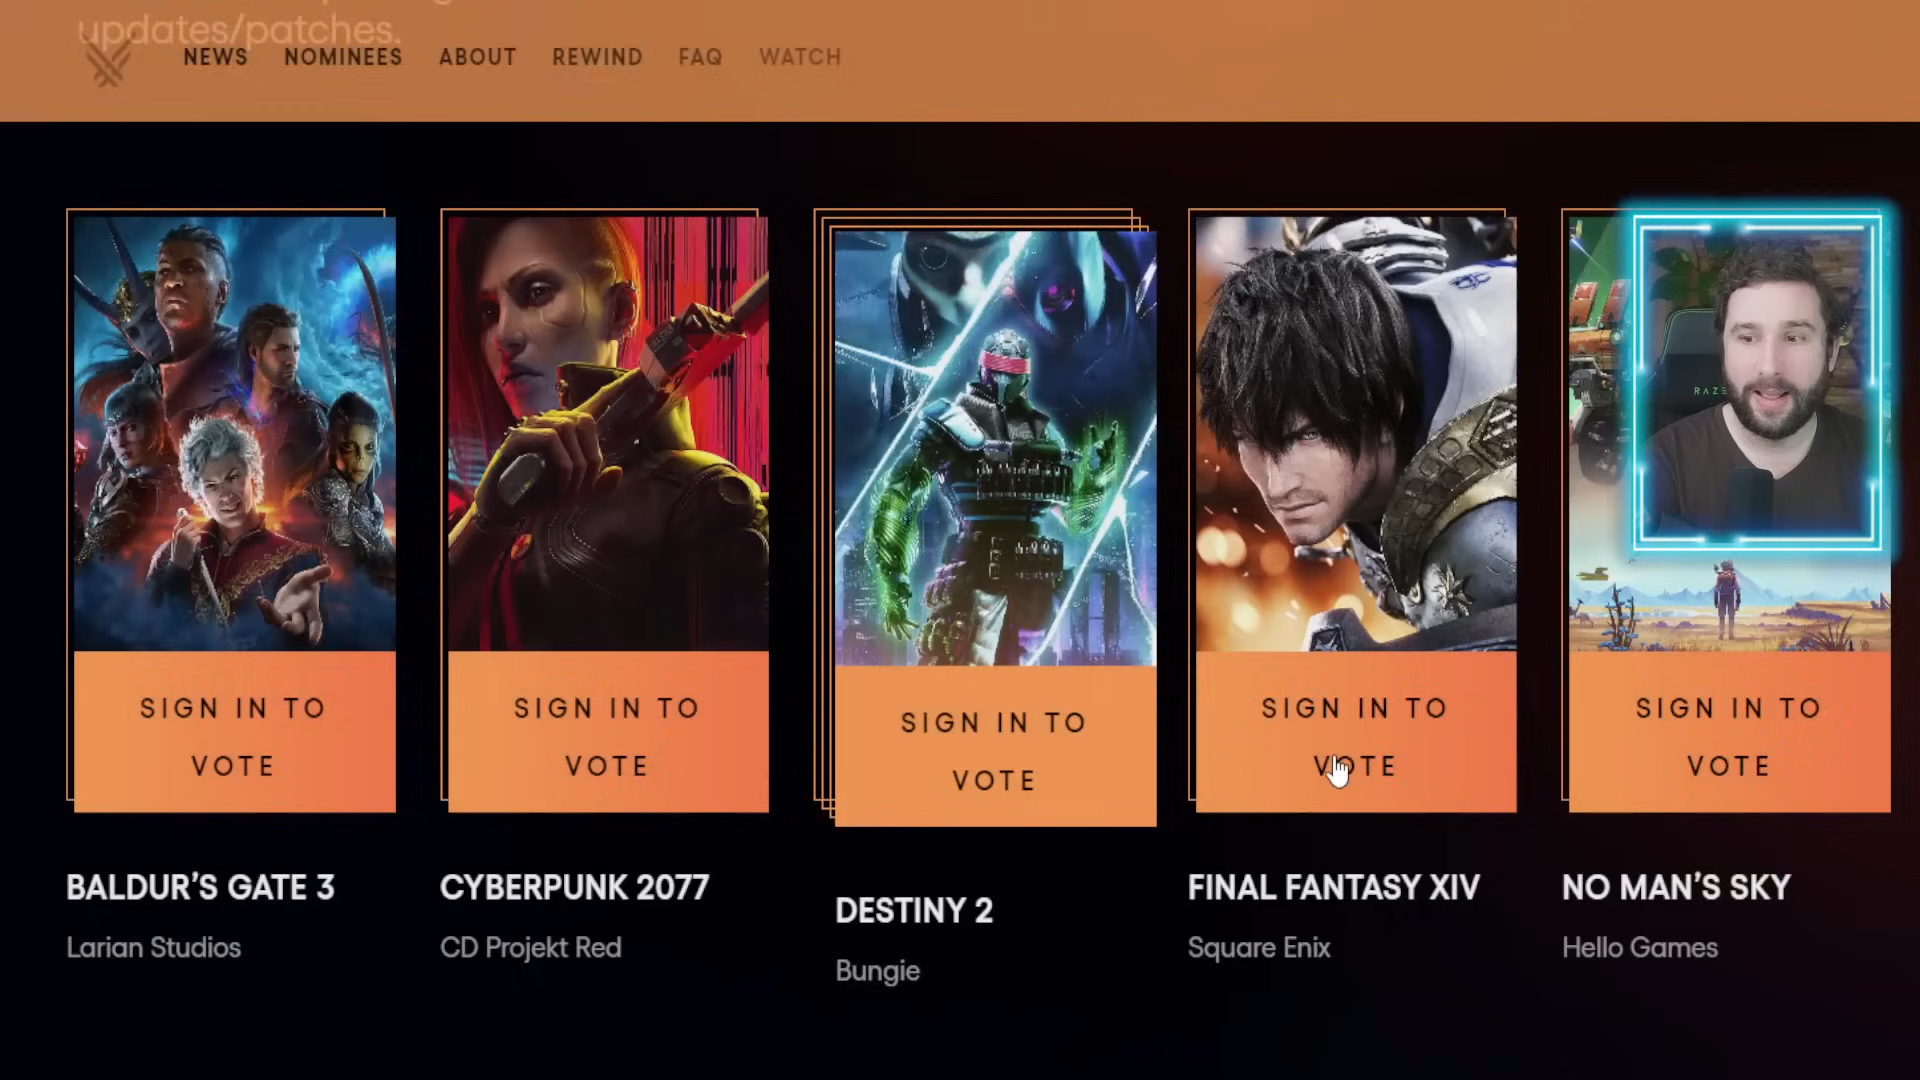 updates/patches.
NEWS NOMINEES ABOUT REWIND FAQ WATCH
RAZE
SIGN IN TO
VOTE
SIGN IN TO
VOTE
SIGN IN TO
VOTE
SIGN IN TO
VOTE
SIGN IN TO
VOTE
BALDUR’S GATE 3
Larian Studios
CYBERPUNK 2077
CD Projekt Red
DESTINY 2
Bungie
FINAL FANTASY XIV
Square Enix
NO MAN’S SKY
Hello Games